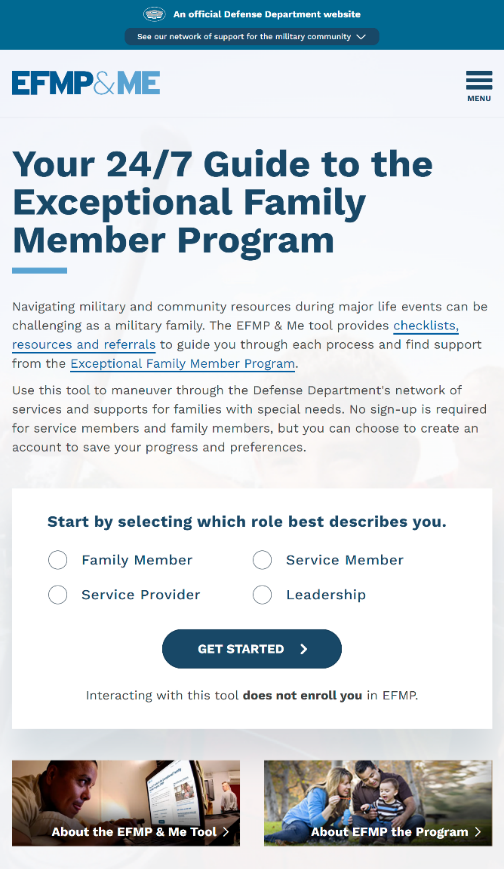 An official Defense Department website
See our network of support for the military community
EFMP&ME
MENU
Your 24/7 Guide to the
Exceptional Family
Member Program
Navigating military and community resources during major life events can be
challenging as a military family. The EFMP & Me tool provides checklists,
resources and referrals to guide you through each process and find support
from the Exceptional Family Member Program.
Use this tool to maneuver through the Defense Department's network of
services and supports for families with special needs. No sign-up is required
for service members and family members, but you can choose to create an
account to save your progress and preferences.
Start by selecting which role best describes you.
Family Member
Service Member
Service Provider
Leadership
GET STARTED
Interacting with this tool does not enroll you in EFMP.
About the EFMP & Me Tool
About EFMP the Program